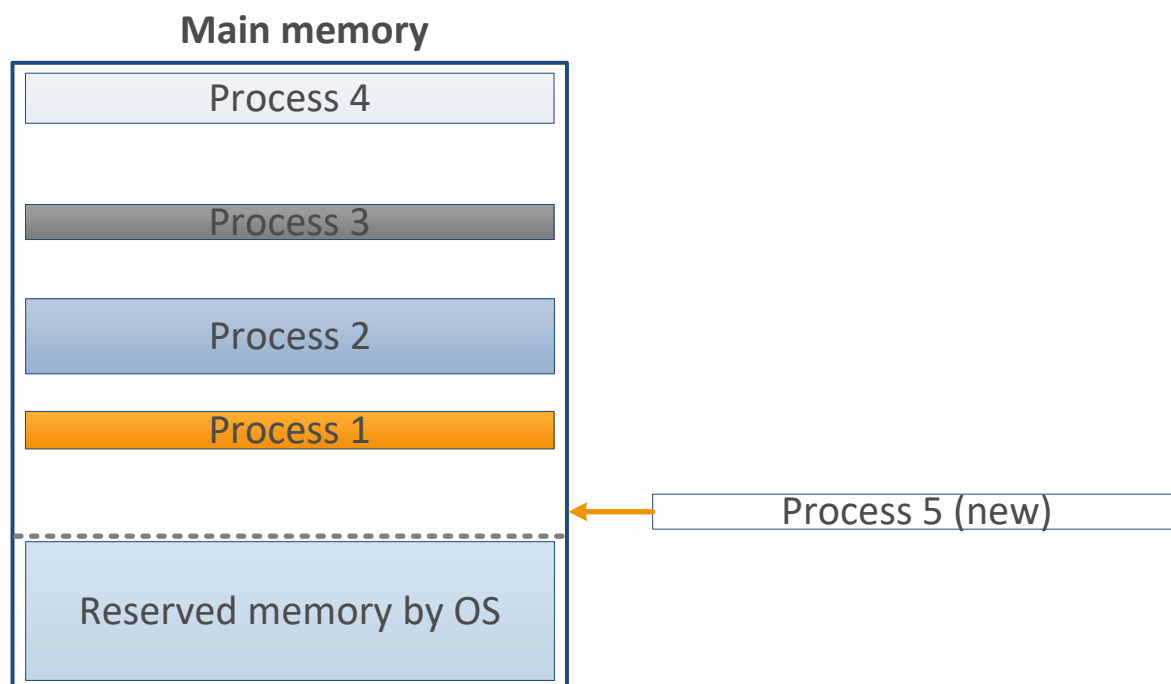 Main memory
Process 4
Process 3
Process 2
Process 1
Process 5 (new)
Reserved memory by OS